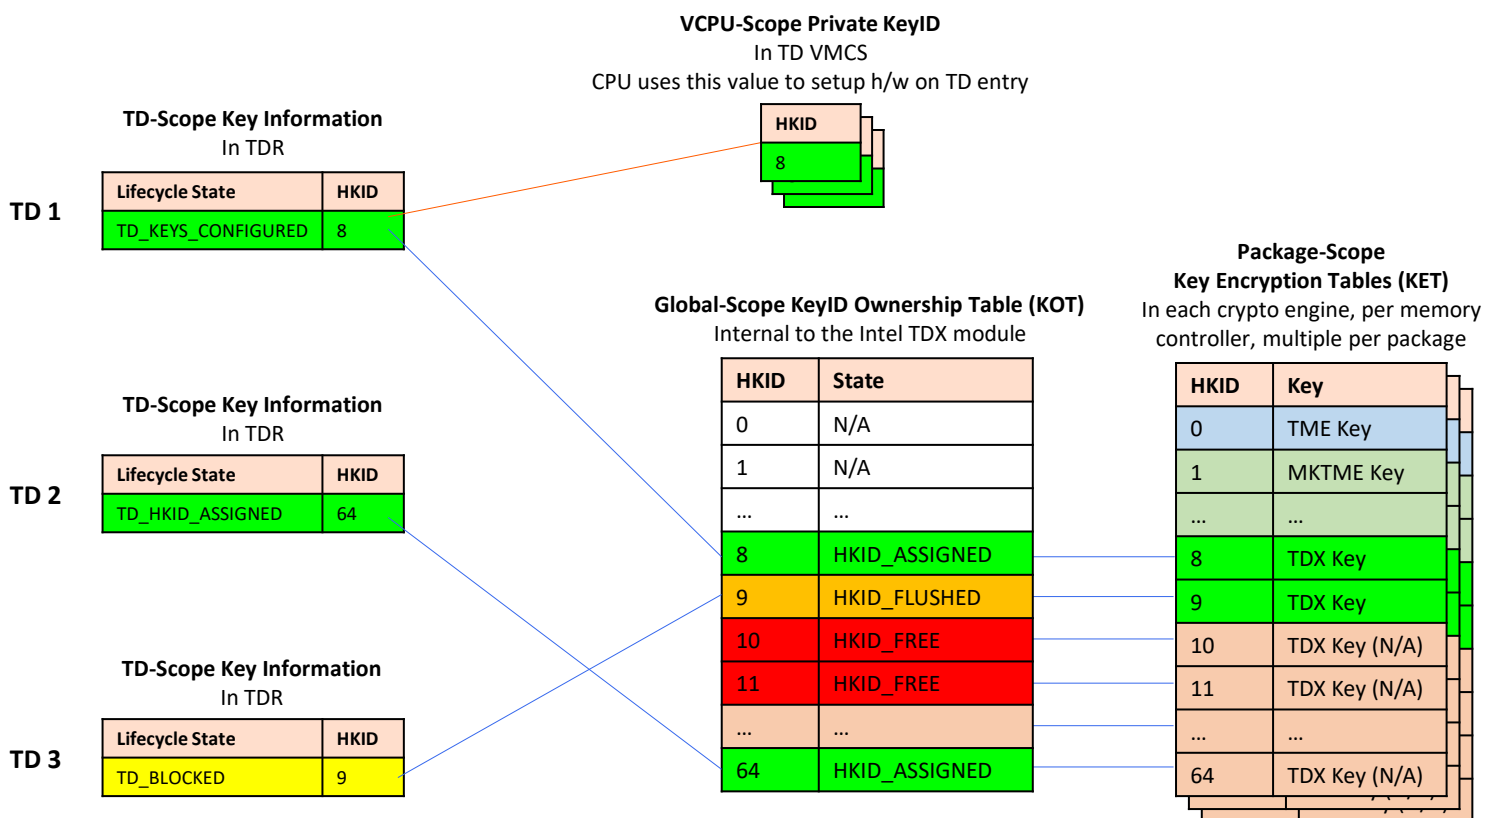 VCPU-Scope Private KeyID
In TD VMCS
CPU uses this value to setup h/w on TD entry
HKID
8
TD-Scope Key Information
In TDR
Lifecycle State HKID
TD 1
TD_KEYS_CONFIGURED 8
TD-Scope Key Information
In TDR
Lifecycle State HKID
TD 2
TD_HKID_ASSIGNED 64
TD-Scope Key Information
In TDR
Lifecycle State HKID
TD 3
TD_BLOCKED 9
Global-Scope KeyID Ownership Table (KOT)
Internal to the Intel TDX module
HKID State
0 N/A
1 N/A
... ...
8 HKID_ASSIGNED
9 HKID_FLUSHED
10 HKID_FREE
11 HKID_FREE
... ...
64 HKID_ASSIGNED
Package-Scope
Key Encryption Tables (KET)
In each crypto engine, per memory
controller, multiple per package
HKID Key
0 TME Key
1 MKTME Key
... ...
8 TDX Key
9 TDX Key
10 TDX Key (N/A)
11 TDX Key (N/A)
... ...
64 TDX Key (N/A)